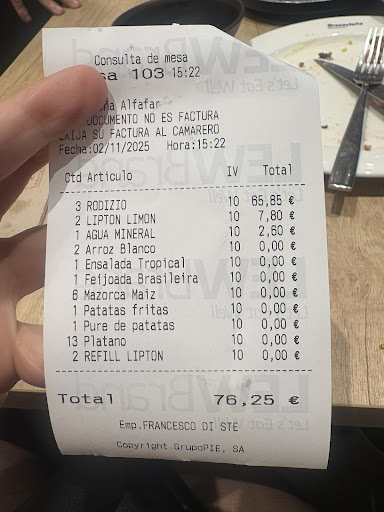 Consulta de mesa
103 15:22
Alfafar
DOCUMENTO NO ES FACTURA
EXIJA SU FACTURA AL CAMARERO
Fecha:02/11/2025 Hora:15:22
Ctd Articulo IV Total
3 RODIZIO 10 65,85 €
2 LIPTON LIMON 10 7,80 €
1 AGUA MINERAL 10 2,60 €
2 Arroz Blanco 10 0,00 €
1 Ensalada Tropical 10 0,00 €
1 Feijoada Brasileira 10 0,00 €
6 Mazorca Maiz 10 0,00 €
1 Patatas fritas 10 0,00 €
1 Pure de patatas 10 0,00 €
13 Platano 10 0,00 €
2 REFILL LIPTON 10 0,00 €
Total 76,25 €
Emp.FRANCESCO DI STE
Copyright GrupoPIE, SA